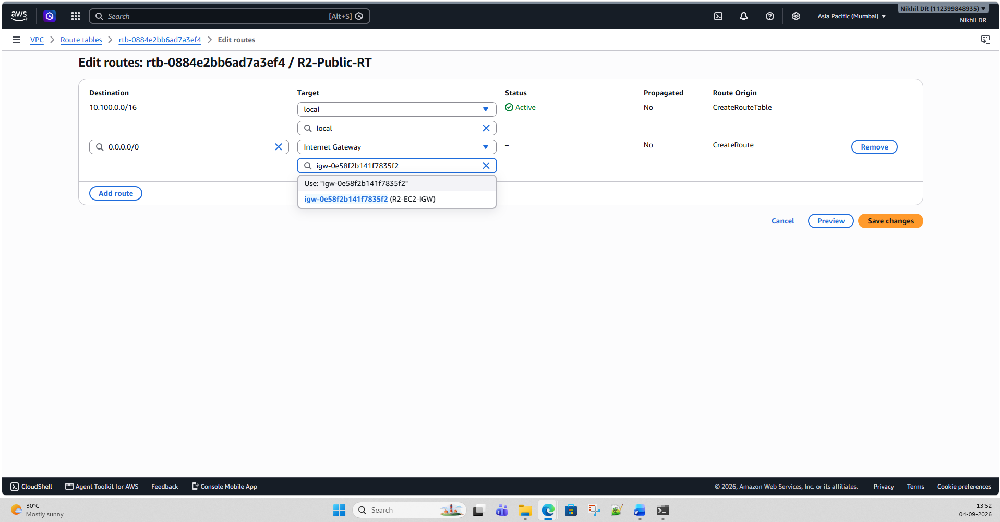 aws
Search [Alt+S]
Asia Pacific (Mumbai)
Nikhil DR (112399848935)
Nikhil DR
VPC Route tables rtb-0884e2bb6ad7a3ef4 Edit routes
Edit routes: rtb-0884e2bb6ad7a3ef4 / R2-Public-RT
Destination Target Status Propagated Route Origin
10.100.0.0/16 local Active No CreateRouteTable
local
0.0.0.0/0 Internet Gateway – No CreateRoute Remove
igw-0e58f2b141f7835f2
Use: "igw-0e58f2b141f7835f2"
igw-0e58f2b141f7835f2 (R2-EC2-IGW)
Add route
Cancel Preview Save changes
CloudShell Agent Toolkit for AWS Feedback Console Mobile App © 2026, Amazon Web Services, Inc. or its affiliates. Privacy Terms Cookie preferences
30°C
Mostly sunny
Search
13:52
04-09-2026